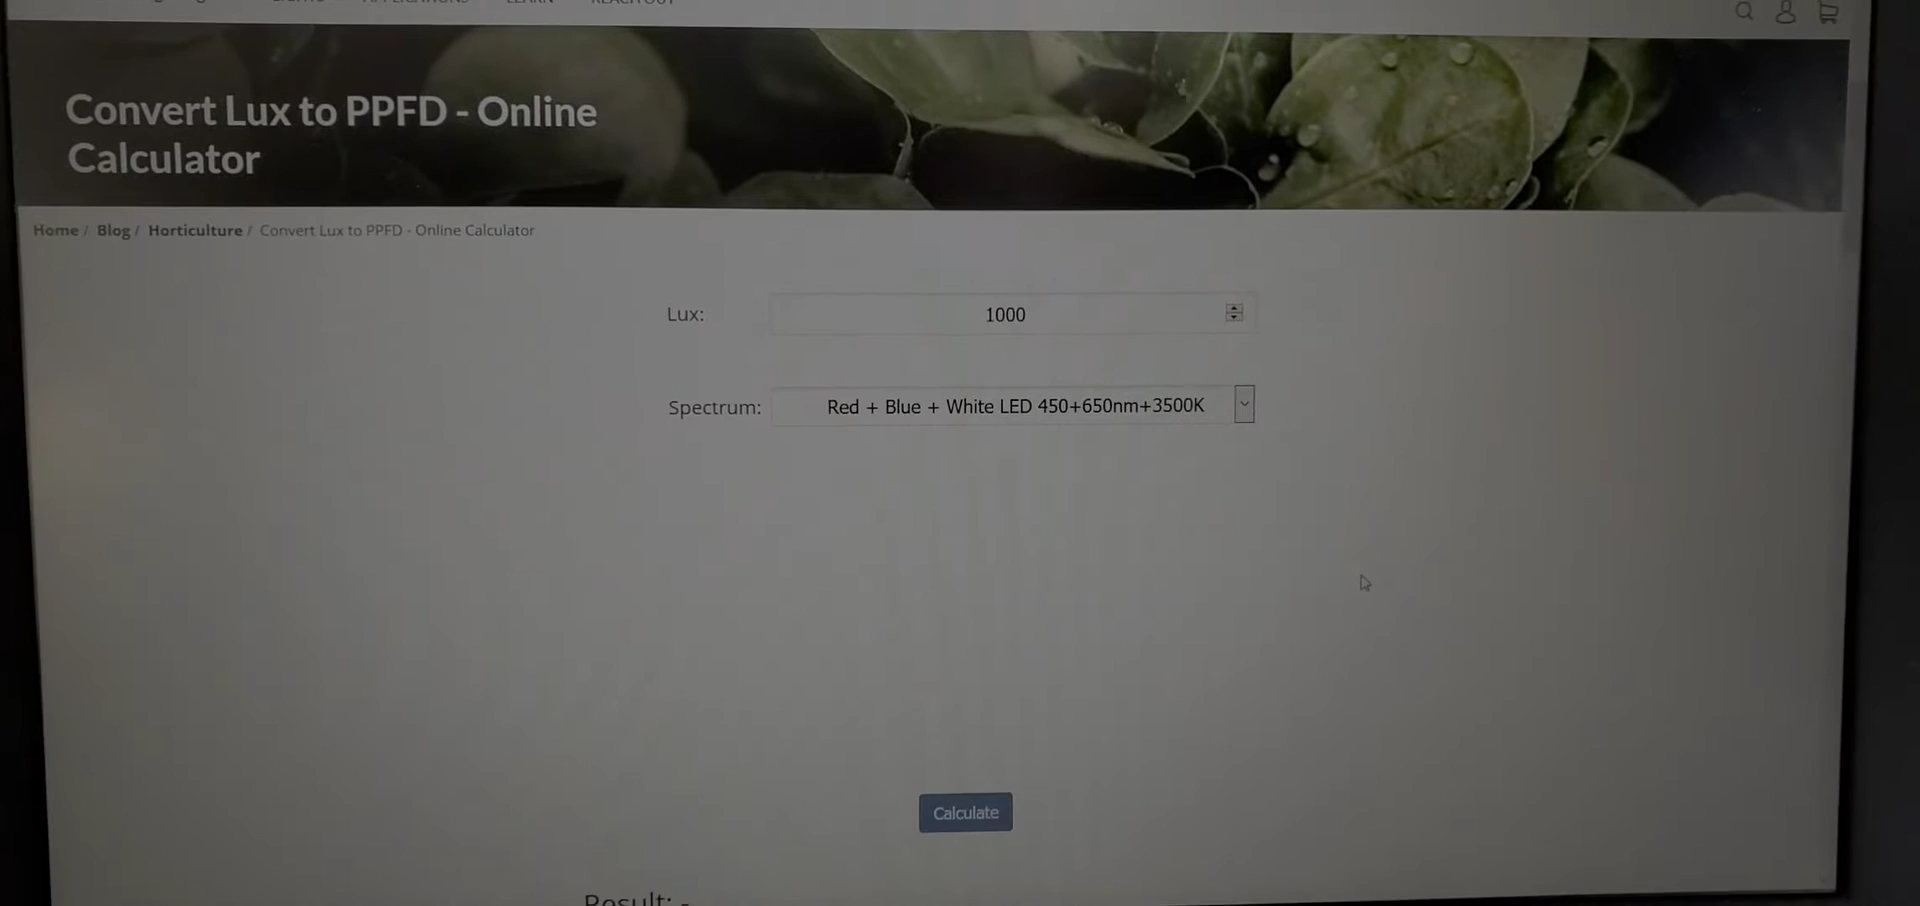 Convert Lux to PPFD - Online
Calculator
Home / Blog / Horticulture / Convert Lux to PPFD - Online Calculator
Lux: 1000
Spectrum: Red + Blue + White LED 450+650nm+3500K
Calculate
Result: -